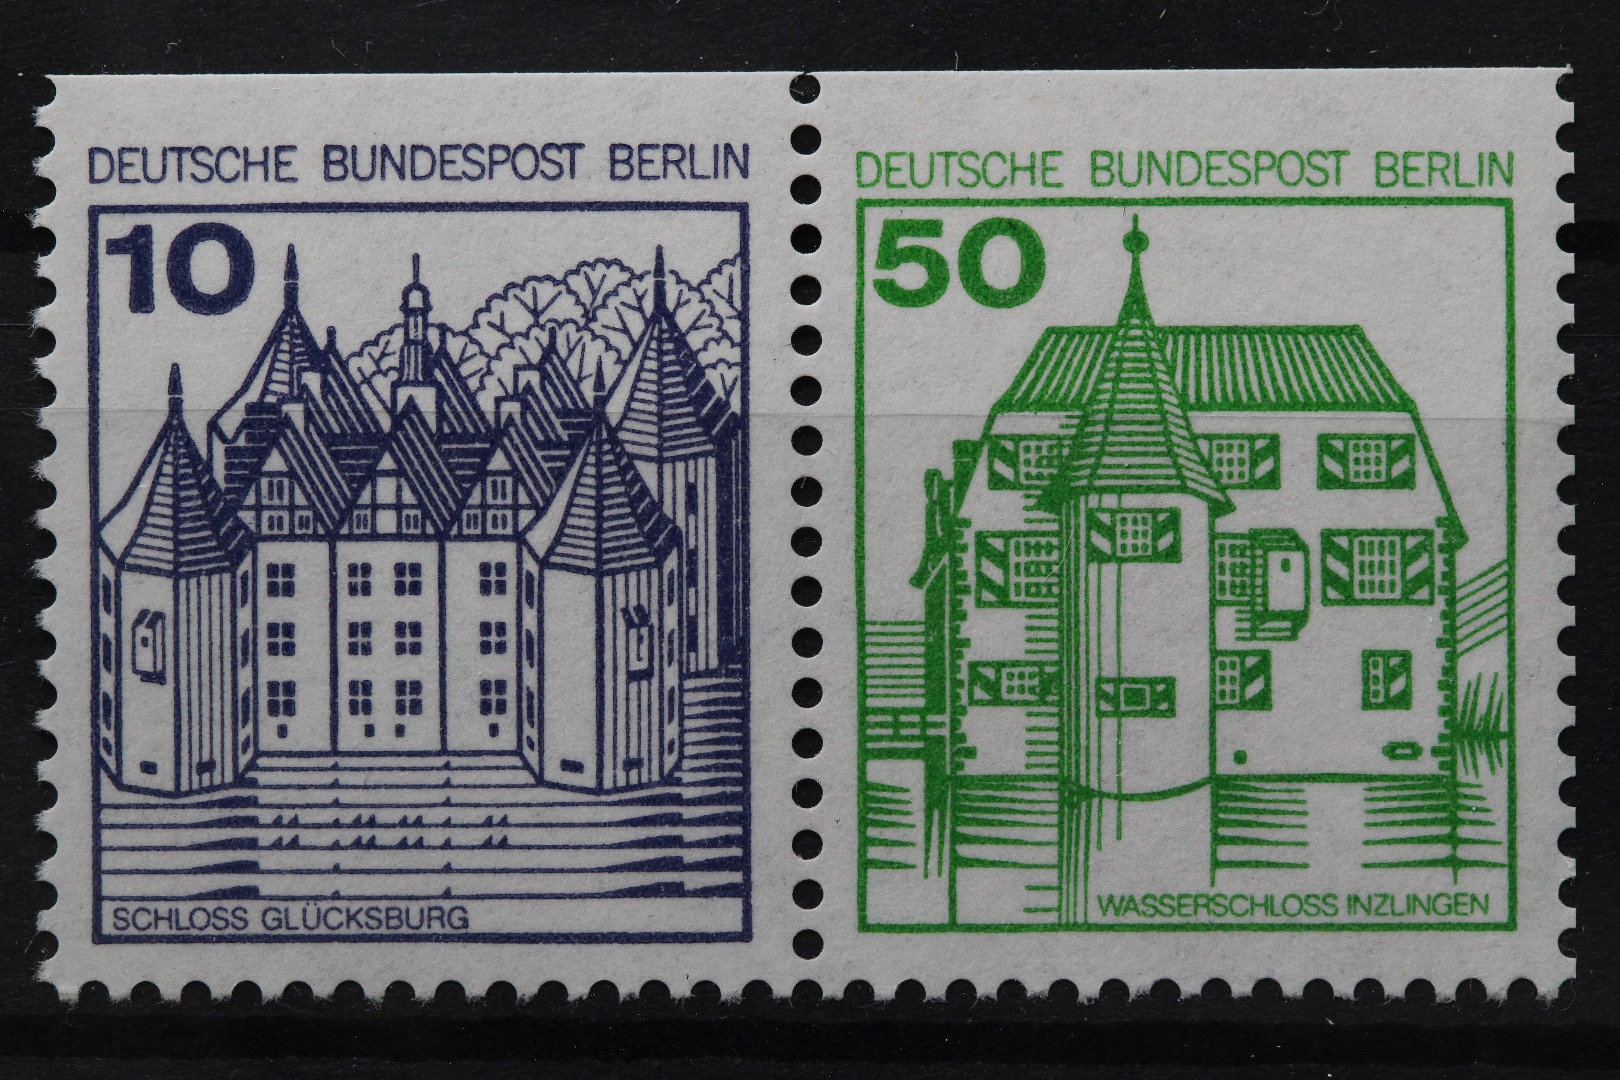 DEUTSCHE BUNDESPOST BERLIN
10
SCHLOSS GLÜCKSBURG
DEUTSCHE BUNDESPOST BERLIN
50
WASSERSCHLOSS INZLINGEN